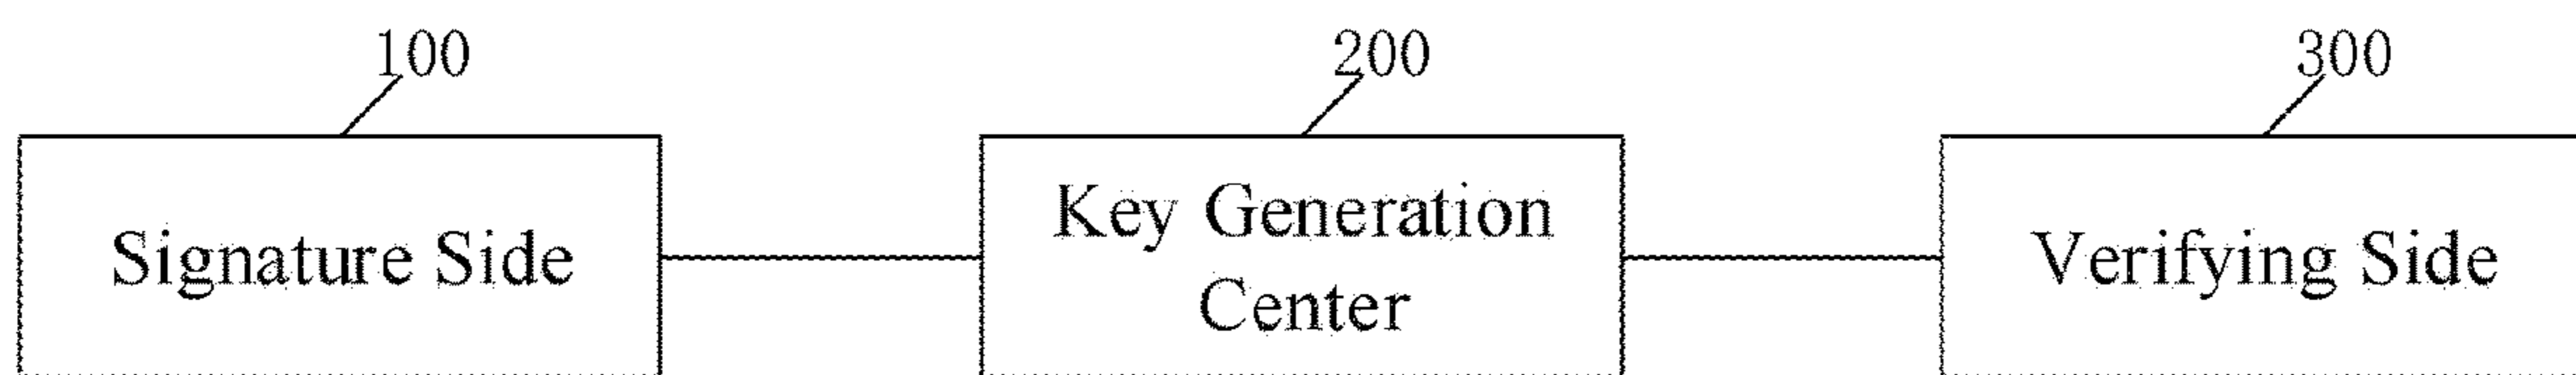 100
200
300
Signature Side
Key Generation
Center
Verifying Side